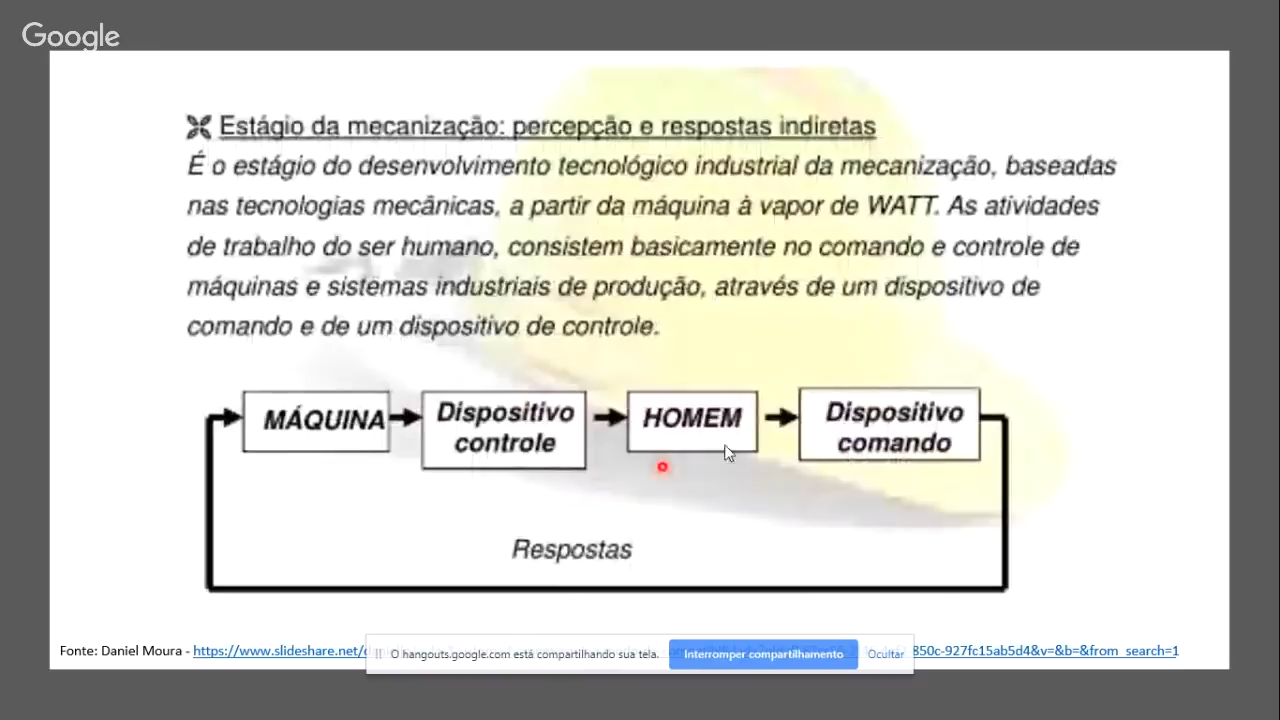 Google
Estágio da mecanização: percepção e respostas indiretas
É o estágio do desenvolvimento tecnológico industrial da mecanização, baseadas
nas tecnologias mecânicas, a partir da máquina à vapor de WATT. As atividades
de trabalho do ser humano, consistem basicamente no comando e controle de
máquinas e sistemas industriais de produção, através de um dispositivo de
comando e de um dispositivo de controle.
MÁQUINA
Dispositivo
controle
HOMEM
Dispositivo
comando
Respostas
Fonte: Daniel Moura - https://www.slideshare.net/ 850c-927fc15ab5d4&v=&b=&from_search=1
O hangouts.google.com está compartilhando sua tela. Interromper compartilhamento Ocultar